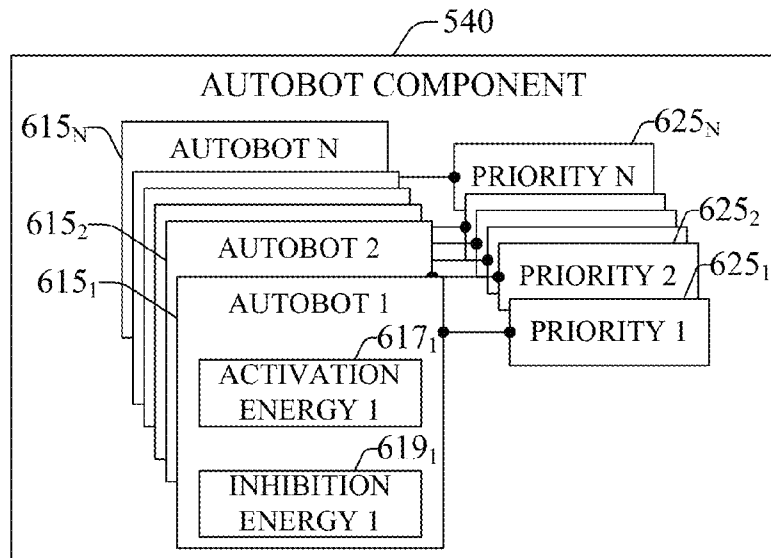 540
AUTOBOT COMPONENT
615N
AUTOBOT N
625N
PRIORITY N
615₂
AUTOBOT 2
625₂
PRIORITY 2
615₁
AUTOBOT 1
625₁
PRIORITY 1
617₁
ACTIVATION
ENERGY 1
619₁
INHIBITION
ENERGY 1